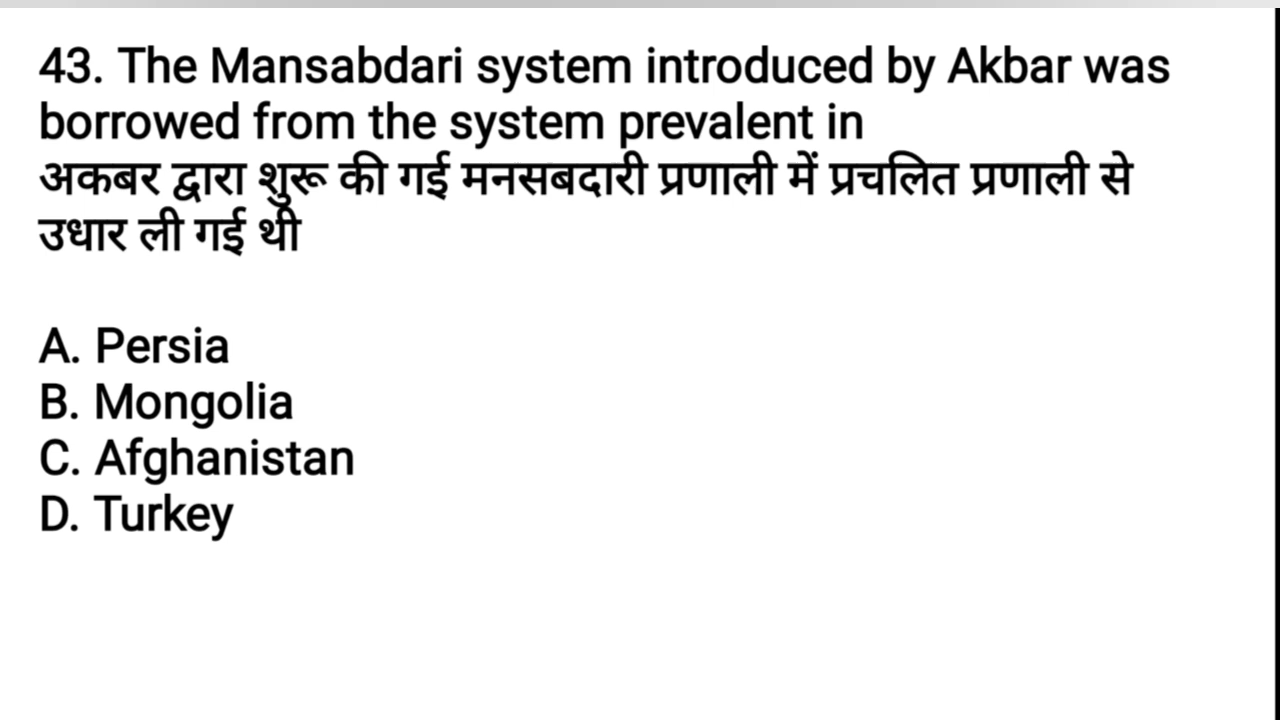 43. The Mansabdari system introduced by Akbar was
borrowed from the system prevalent in
अकबर द्वारा शुरू की गई मनसबदारी प्रणाली में प्रचलित प्रणाली से
उधार ली गई थी
A. Persia
B. Mongolia
C. Afghanistan
D. Turkey